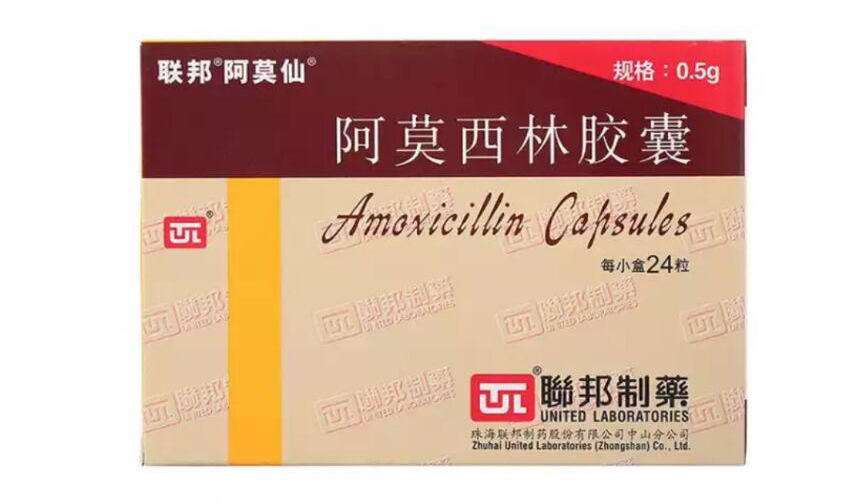 联邦®阿莫仙®
规格：0.5g
阿莫西林胶囊
Amoxicillin Capsules
每小盒24粒
聯邦制藥
UNITED LABORATORIES
珠海联邦制药股份有限公司中山分公司
Zhuhai United Laboratories (Zhongshan) Co., Ltd.